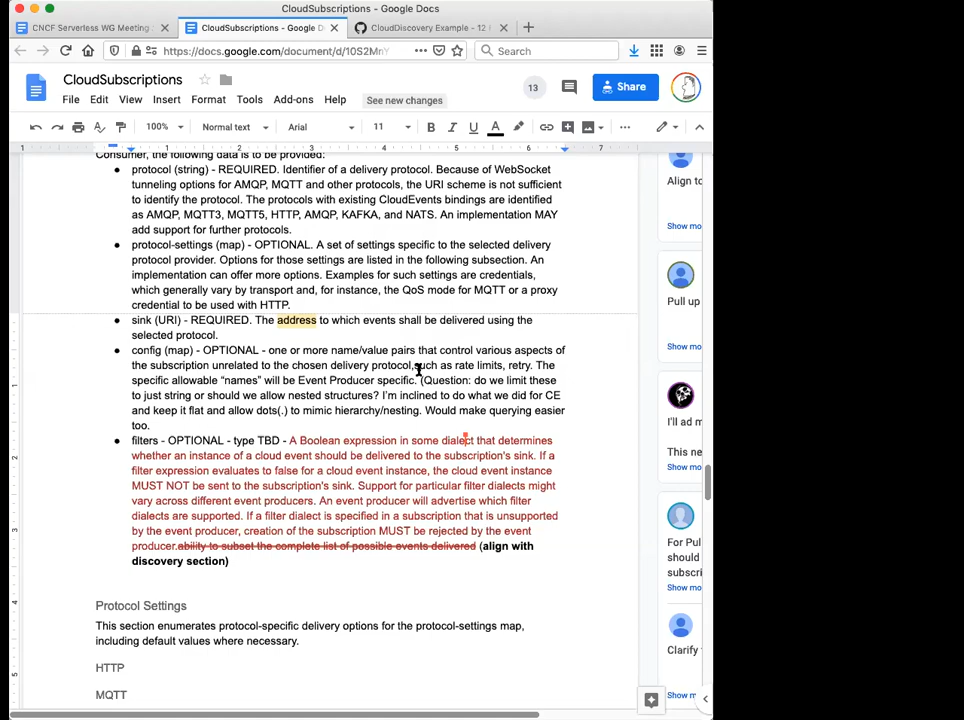 CloudSubscriptions - Google Docs
CNCF Serverless WG Meeting
CloudSubscriptions - Google D
CloudDiscovery Example - 12
https://docs.google.com/document/d/10S2MnY
Search
CloudSubscriptions
File Edit View Insert Format Tools Add-ons Help See new changes
13
Share
100% Normal text Arial 11 B I U A
1 1 2 3 4 5 6 7
Consumer, the following data is to be provided:
● protocol (string) - REQUIRED. Identifier of a delivery protocol. Because of WebSocket
tunneling options for AMQP, MQTT and other protocols, the URI scheme is not sufficient
to identify the protocol. The protocols with existing CloudEvents bindings are identified
as AMQP, MQTT3, MQTT5, HTTP, AMQP, KAFKA, and NATS. An implementation MAY
add support for further protocols.
● protocol-settings (map) - OPTIONAL. A set of settings specific to the selected delivery
protocol provider. Options for those settings are listed in the following subsection. An
implementation can offer more options. Examples for such settings are credentials,
which generally vary by transport and, for instance, the QoS mode for MQTT or a proxy
credential to be used with HTTP.
● sink (URI) - REQUIRED. The address to which events shall be delivered using the
selected protocol.
● config (map) - OPTIONAL - one or more name/value pairs that control various aspects of
the subscription unrelated to the chosen delivery protocol, such as rate limits, retry. The
specific allowable “names” will be Event Producer specific. (Question: do we limit these
to just string or should we allow nested structures? I’m inclined to do what we did for CE
and keep it flat and allow dots(.) to mimic hierarchy/nesting. Would make querying easier
too.
● filters - OPTIONAL - type TBD - A Boolean expression in some dialect that determines
whether an instance of a cloud event should be delivered to the subscription's sink. If a
filter expression evaluates to false for a cloud event instance, the cloud event instance
MUST NOT be sent to the subscription's sink. Support for particular filter dialects might
vary across different event producers. An event producer will advertise which filter
dialects are supported. If a filter dialect is specified in a subscription that is unsupported
by the event producer, creation of the subscription MUST be rejected by the event
producer.ability to subset the complete list of possible events delivered (align with
discovery section)
Protocol Settings
This section enumerates protocol-specific delivery options for the protocol-settings map,
including default values where necessary.
HTTP
MQTT
1
2
3
4
5
Align to
Show mo
Pull up
Show mo
I'll ad
This ne
Show mo
For Pul
should
subscri
Show mo
Clarify
Show m